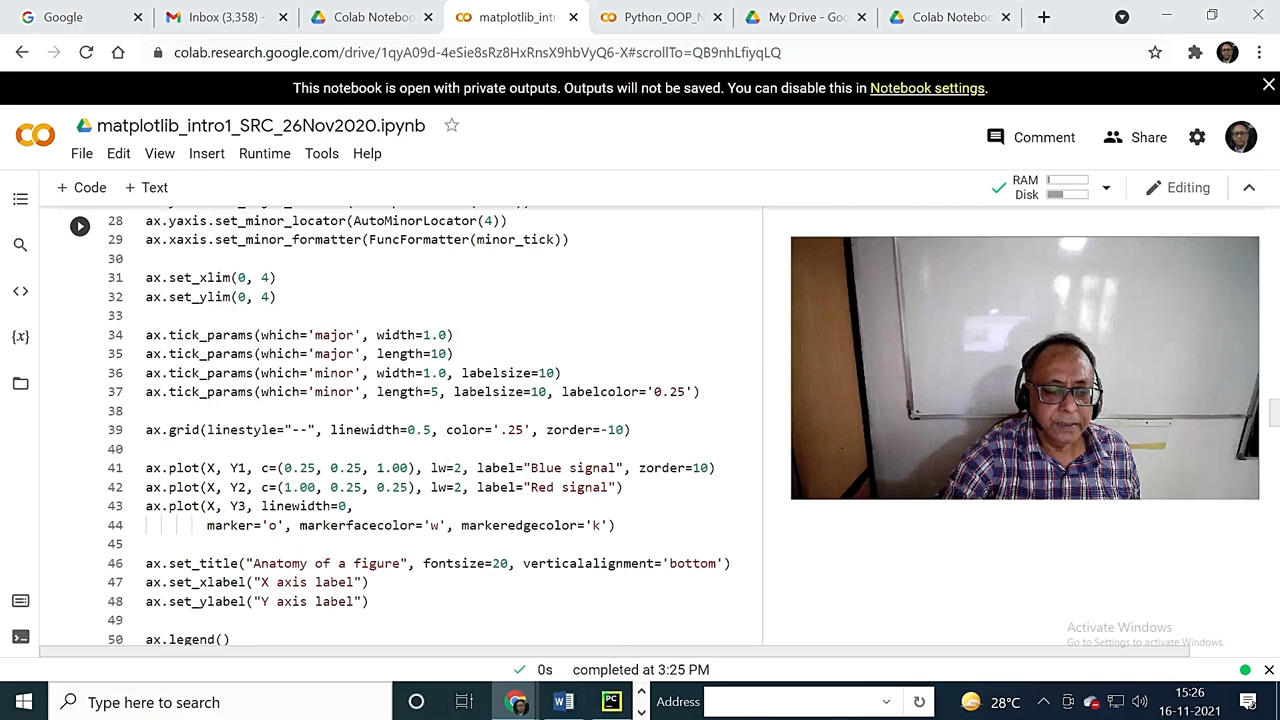 Google
Inbox (3,358) -
Colab Notebo
matplotlib_intr
Python_OOP_N
My Drive - Goo
Colab Notebo
colab.research.google.com/drive/1qyA09d-4eSie8sRz8HxRnsX9hbVyQ6-X#scrollTo=QB9nhLfiyqLQ
This notebook is open with private outputs. Outputs will not be saved. You can disable this in Notebook settings.
matplotlib_intro1_SRC_26Nov2020.ipynb
Comment
Share
File Edit View Insert Runtime Tools Help
+ Code + Text
RAM
Disk
Editing
28 ax.yaxis.set_minor_locator(AutoMinorLocator(4))
29 ax.xaxis.set_minor_formatter(FuncFormatter(minor_tick))
30
31 ax.set_xlim(0, 4)
32 ax.set_ylim(0, 4)
33
34 ax.tick_params(which='major', width=1.0)
35 ax.tick_params(which='major', length=10)
36 ax.tick_params(which='minor', width=1.0, labelsize=10)
37 ax.tick_params(which='minor', length=5, labelsize=10, labelcolor='0.25')
38
39 ax.grid(linestyle="--", linewidth=0.5, color='.25', zorder=-10)
40
41 ax.plot(X, Y1, c=(0.25, 0.25, 1.00), lw=2, label="Blue signal", zorder=10)
42 ax.plot(X, Y2, c=(1.00, 0.25, 0.25), lw=2, label="Red signal")
43 ax.plot(X, Y3, linewidth=0,
44 marker='o', markerfacecolor='w', markeredgecolor='k')
45
46 ax.set_title("Anatomy of a figure", fontsize=20, verticalalignment='bottom')
47 ax.set_xlabel("X axis label")
48 ax.set_ylabel("Y axis label")
49
50 ax.legend()
Activate Windows
Go to Settings to activate Windows.
0s completed at 3:25 PM
Type here to search
Address
28°C
15:26
16-11-2021